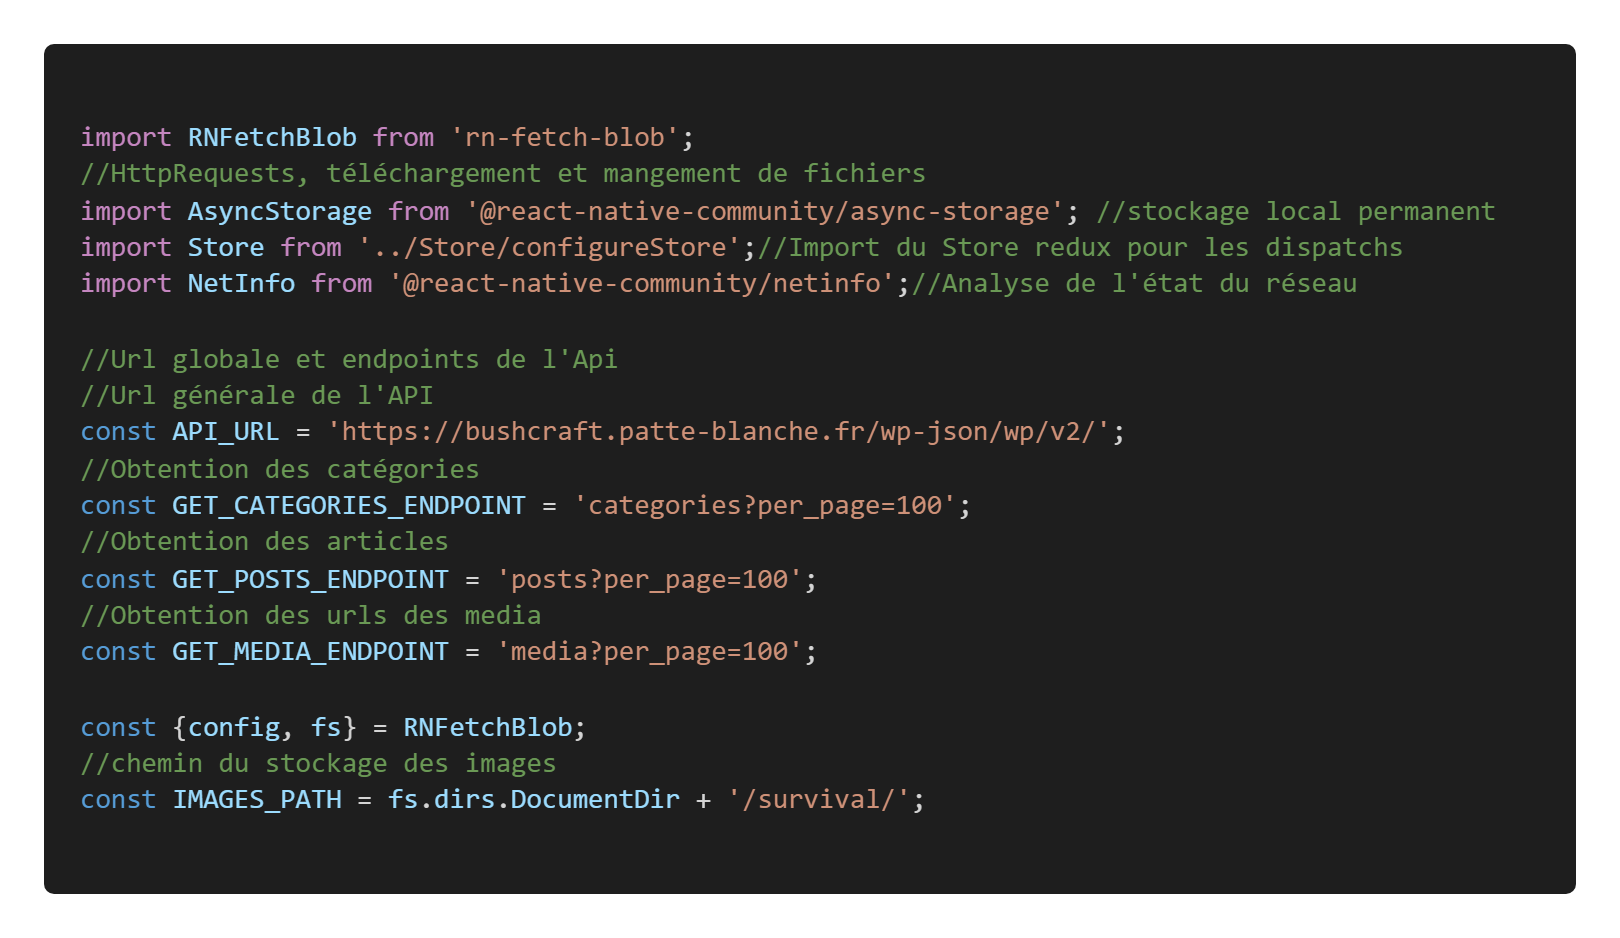 import RNFetchBlob from 'rn-fetch-blob';
//HttpRequests, téléchargement et mangement de fichiers
import AsyncStorage from '@react-native-community/async-storage'; //stockage local permanent
import Store from '../Store/configureStore';//Import du Store redux pour les dispatchs
import NetInfo from '@react-native-community/netinfo';//Analyse de l'état du réseau
//Url globale et endpoints de l'Api
//Url générale de l'API
const API_URL = 'https://bushcraft.patte-blanche.fr/wp-json/wp/v2/';
//Obtention des catégories
const GET_CATEGORIES_ENDPOINT = 'categories?per_page=100';
//Obtention des articles
const GET_POSTS_ENDPOINT = 'posts?per_page=100';
//Obtention des urls des media
const GET_MEDIA_ENDPOINT = 'media?per_page=100';
const {config, fs} = RNFetchBlob;
//chemin du stockage des images
const IMAGES_PATH = fs.dirs.DocumentDir + '/survival/';